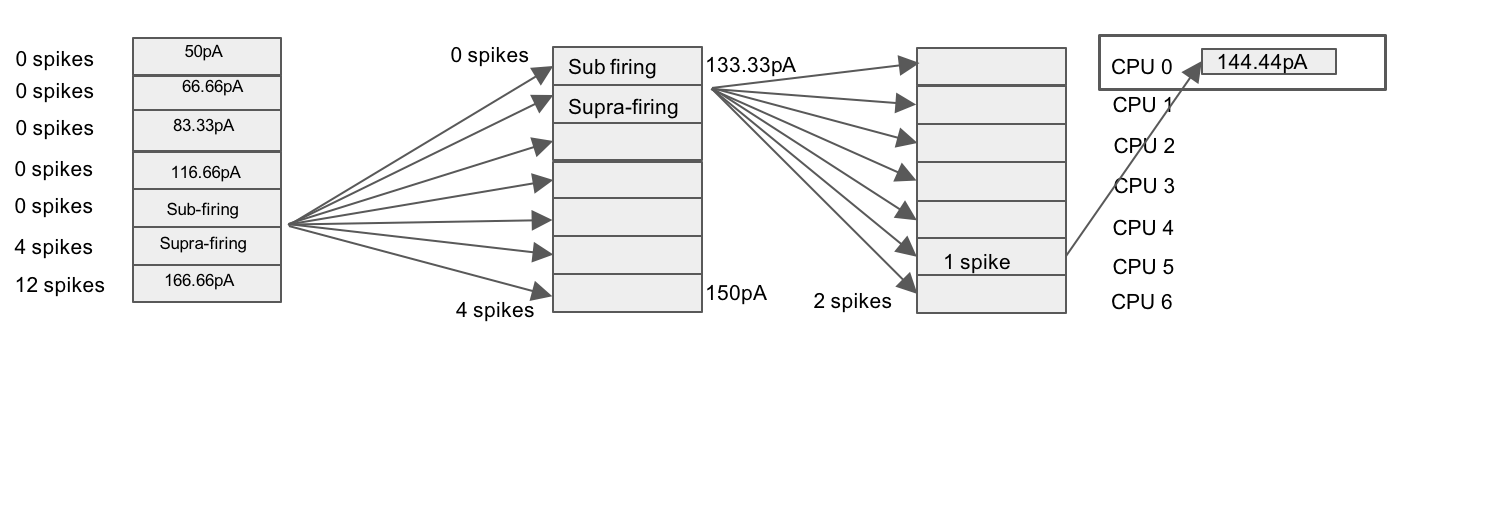 0 spikes
0 spikes
0 spikes
0 spikes
0 spikes
4 spikes
12 spikes
50pA
66.66pA
83.33pA
116.66pA
Sub-firing
Supra-firing
166.66pA
0 spikes
4 spikes
Sub firing
Supra-firing
133.33pA
150pA
2 spikes
1 spike
CPU 0
CPU 1
CPU 2
CPU 3
CPU 4
CPU 5
CPU 6
144.44pA